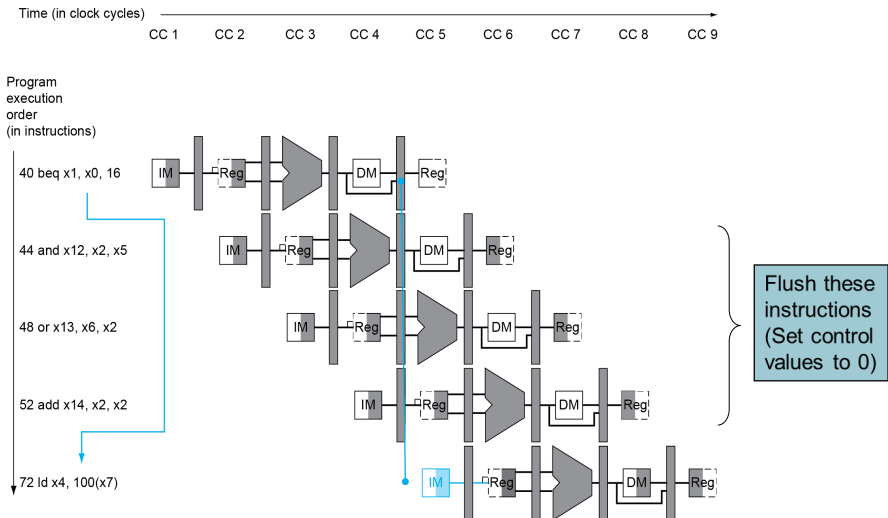 Time (in clock cycles)
CC 1 CC 2 CC 3 CC 4 CC 5 CC 6 CC 7 CC 8 CC 9
Program
execution
order
(in instructions)
40 beq x1, x0, 16
IM Reg DM Reg
44 and x12, x2, x5
IM Reg DM Reg
48 or x13, x6, x2
IM Reg DM Reg
52 add x14, x2, x2
IM Reg DM Reg
72 ld x4, 100(x7)
IM Reg DM Reg
Flush these
instructions
(Set control
values to 0)